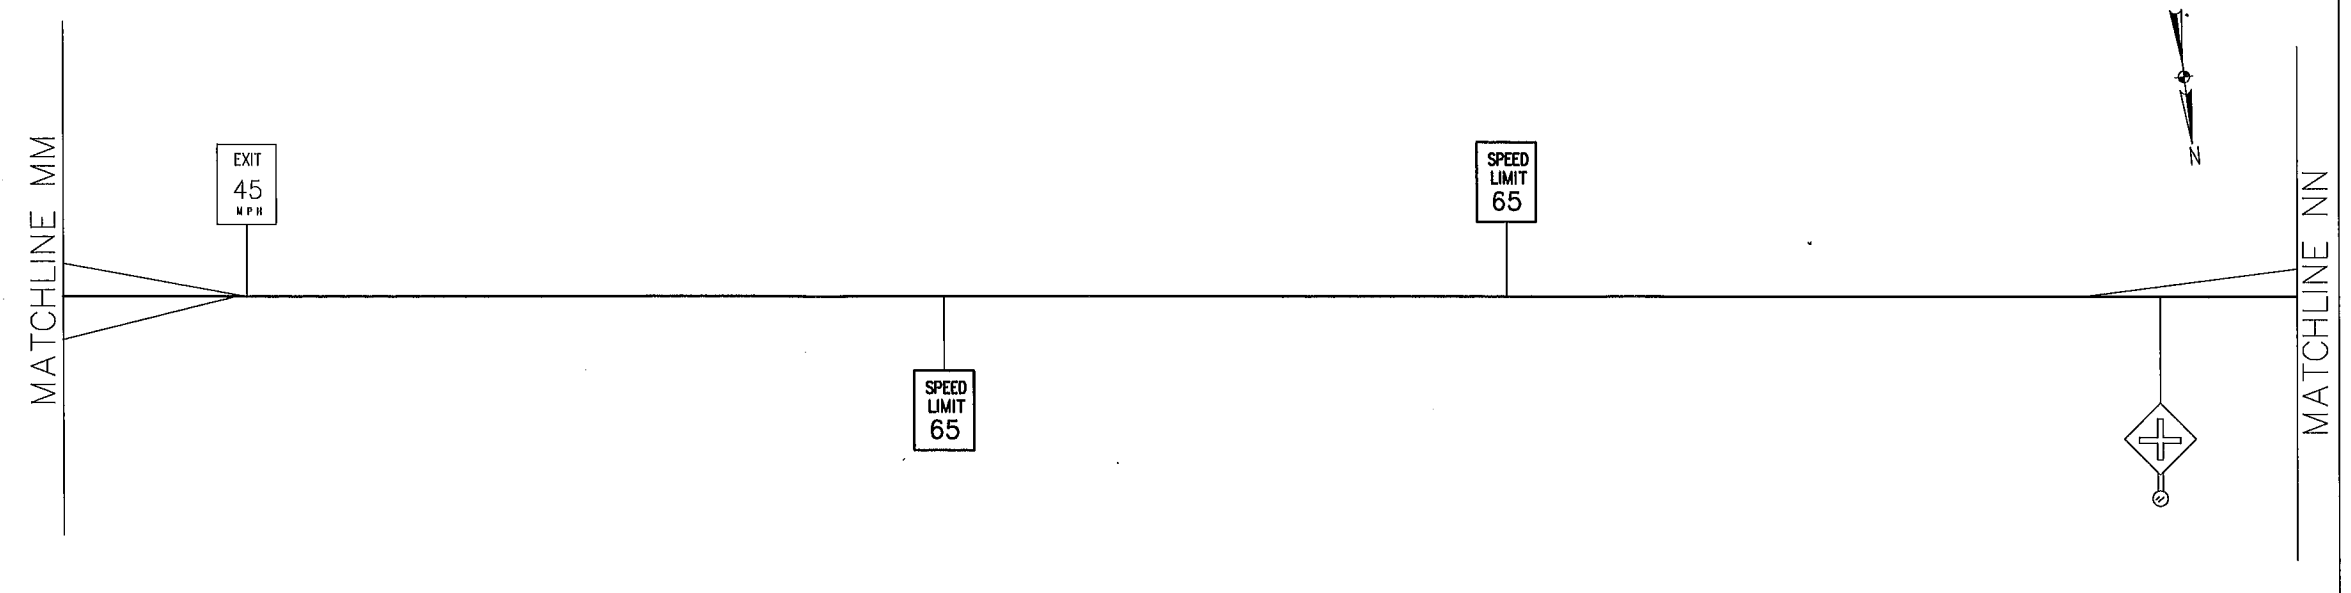 MATCHLINE MM
EXIT
45
MPH
SPEED
LIMIT
65
SPEED
LIMIT
65
N
MATCHLINE NN